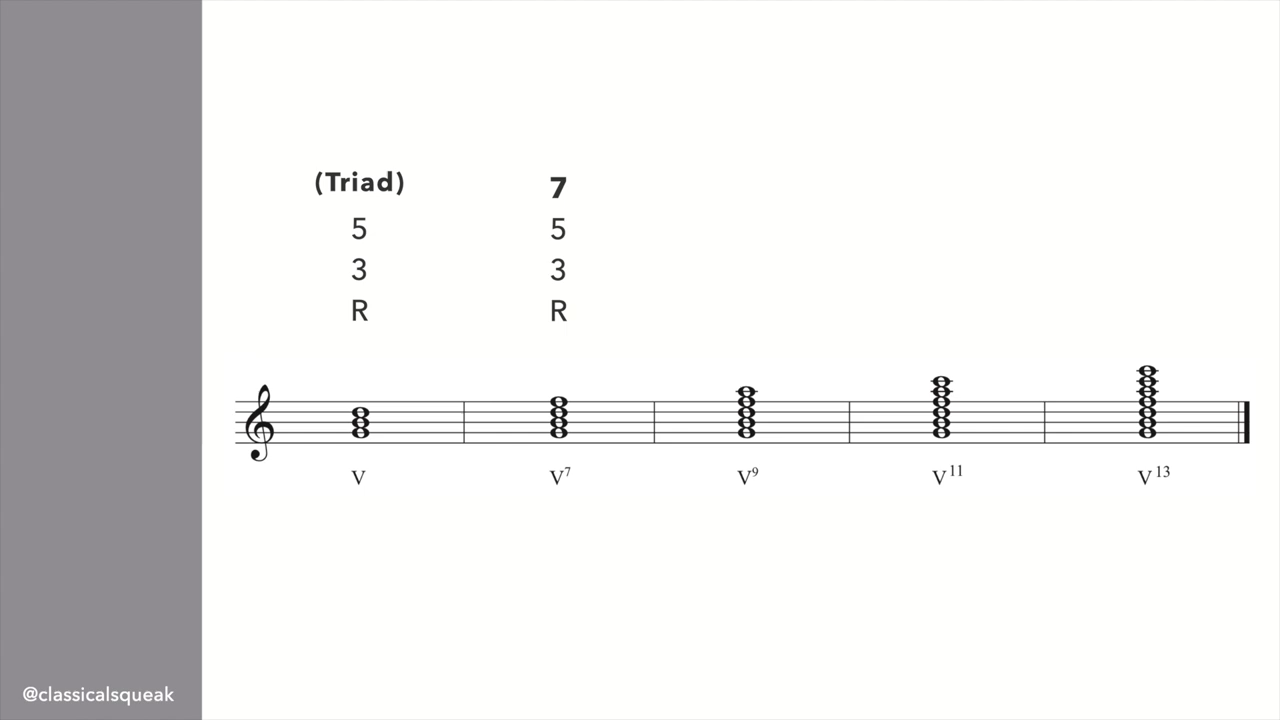 (Triad) 7
5 5
3 3
R R
V V7 V9 V11 V13
@classicalsqueak